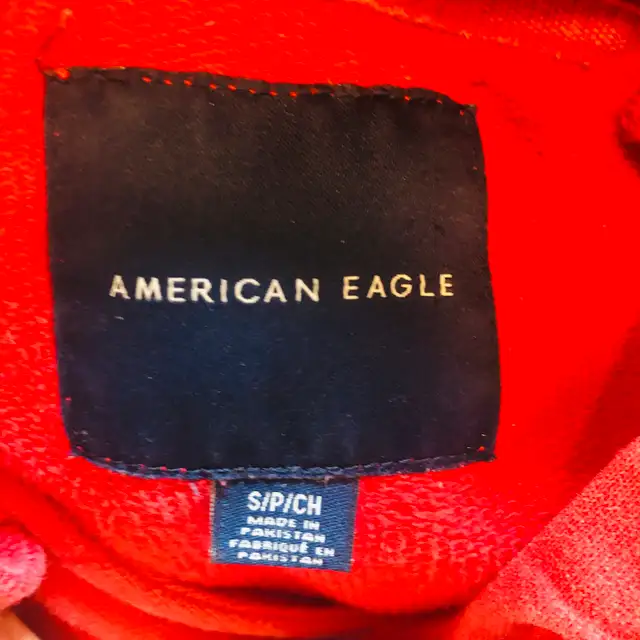 AMERICAN EAGLE
S/P/CH
MADE IN
PAKISTAN
FABRIQUÉ EN
PAKISTAN